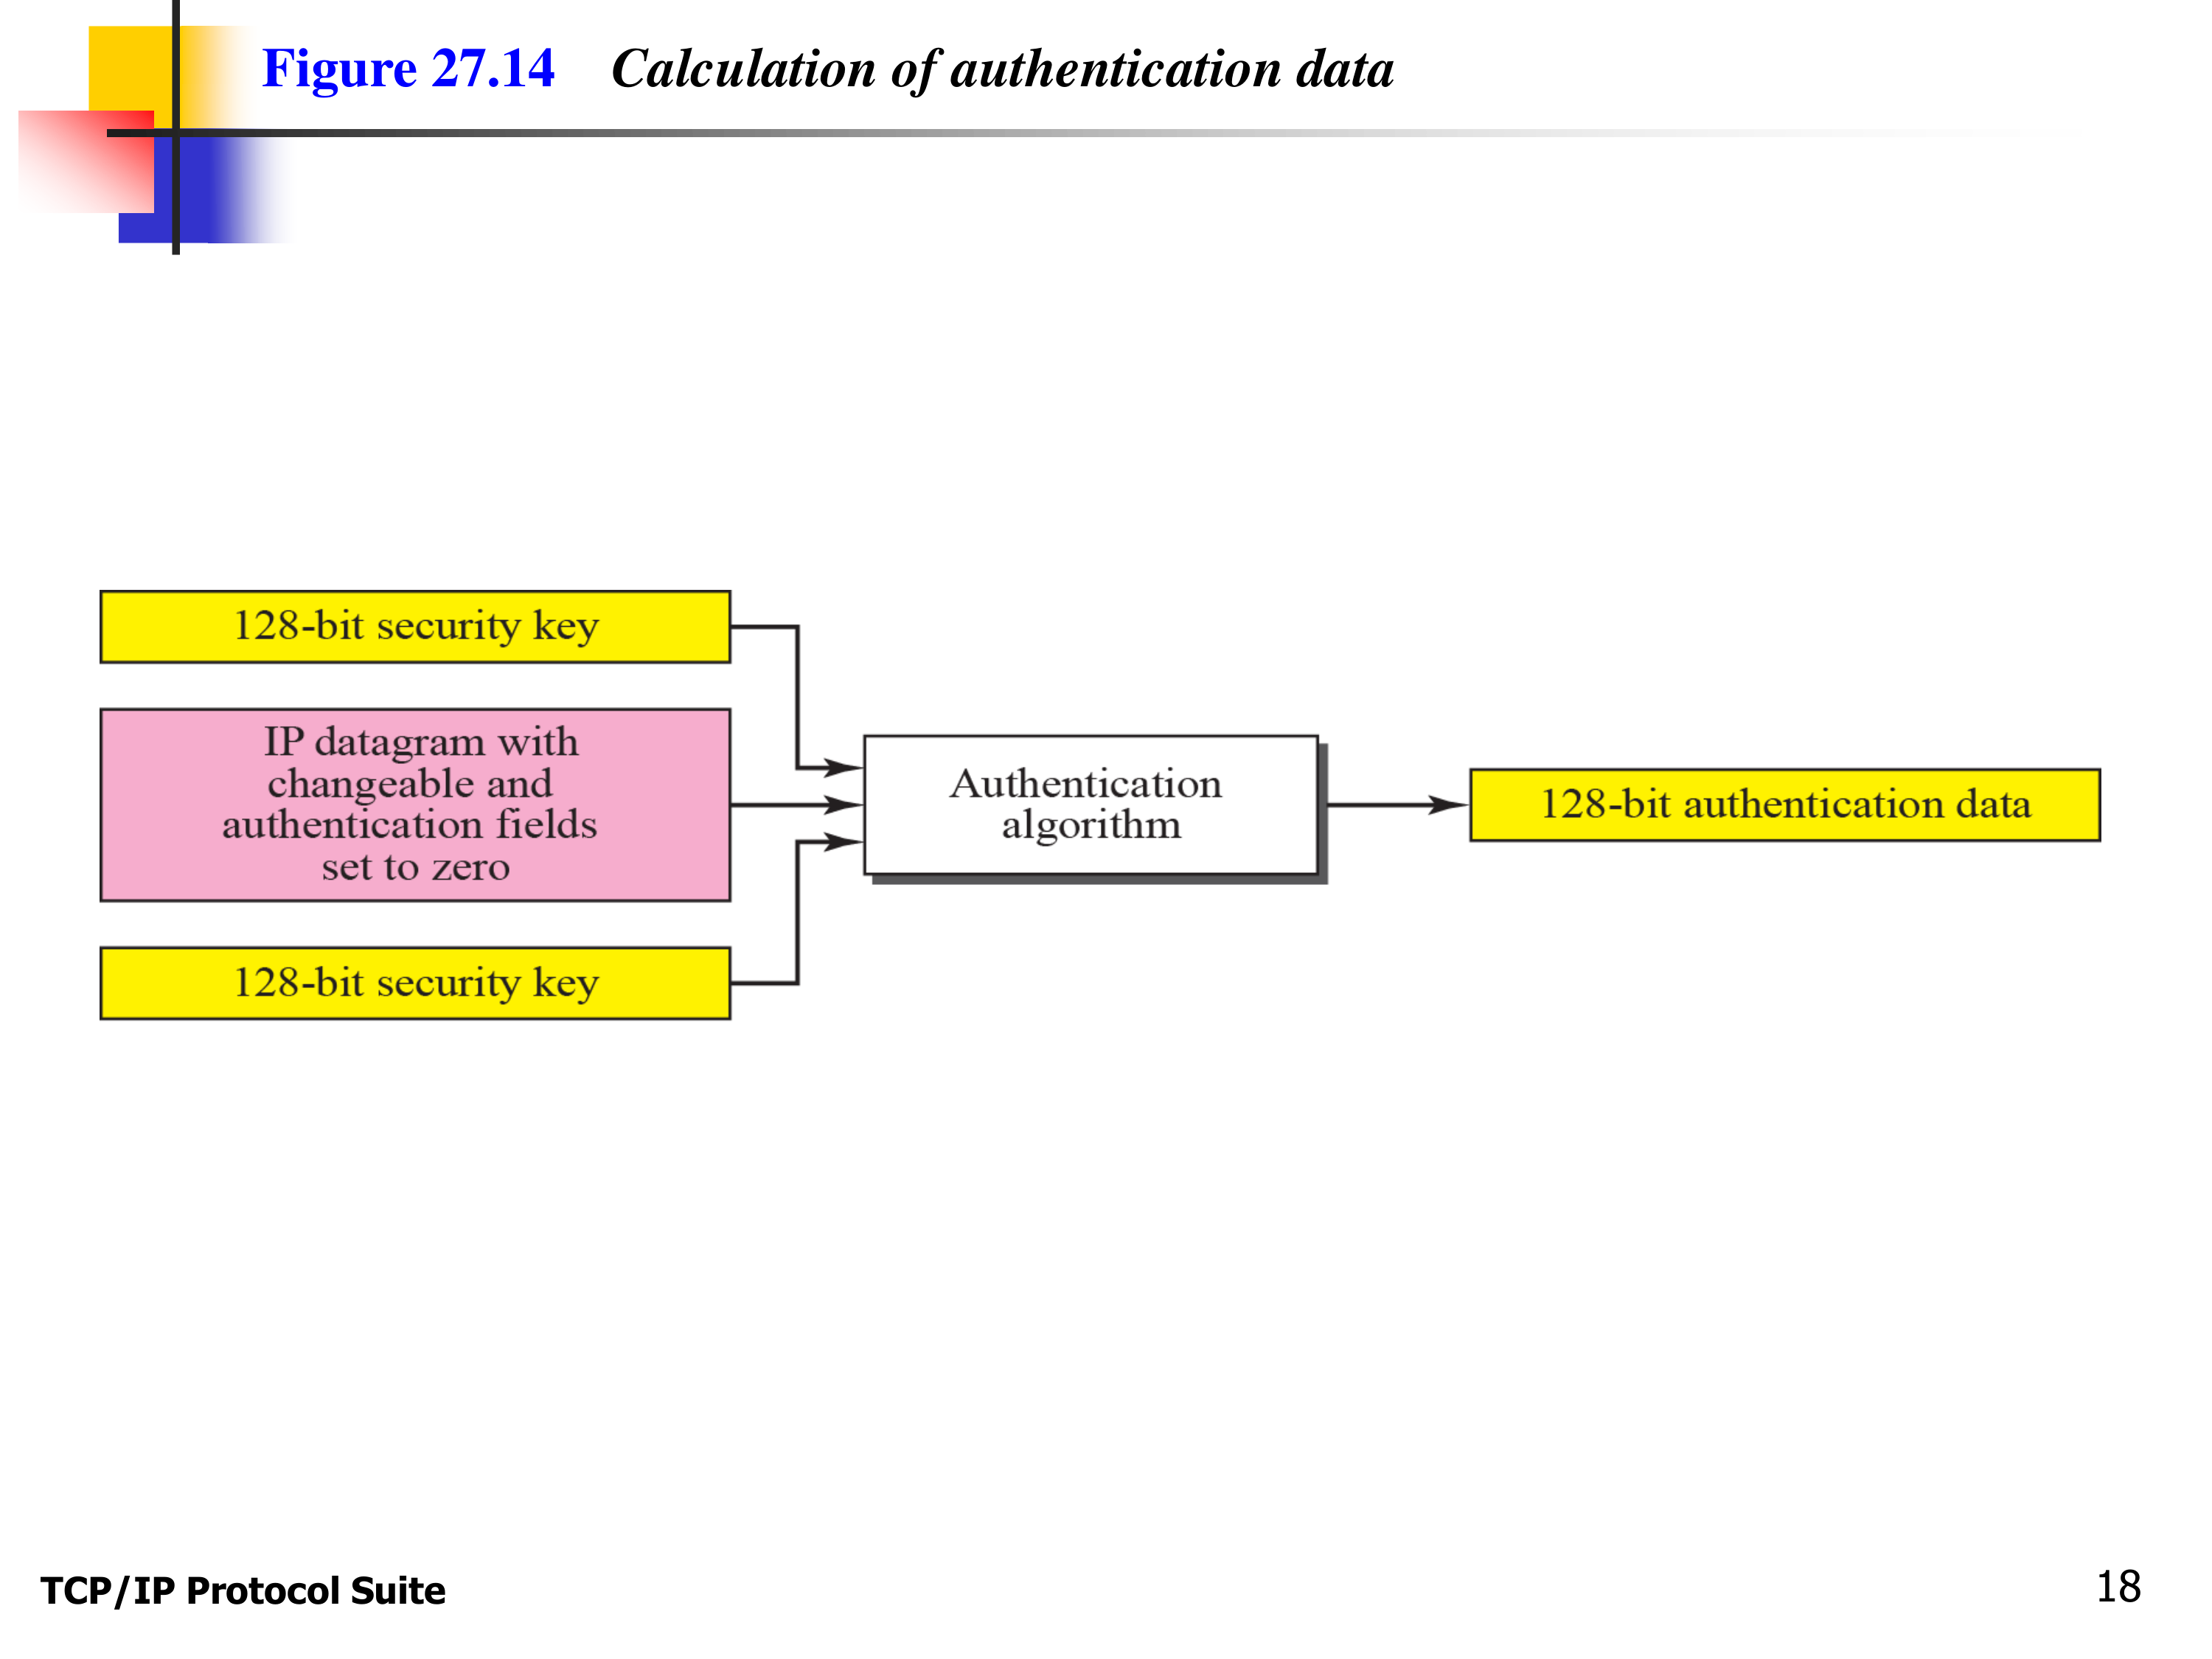 Figure 27.14 Calculation of authentication data
128-bit security key
IP datagram with
changeable and
authentication fields
set to zero
128-bit security key
Authentication
algorithm
128-bit authentication data
TCP/IP Protocol Suite
18